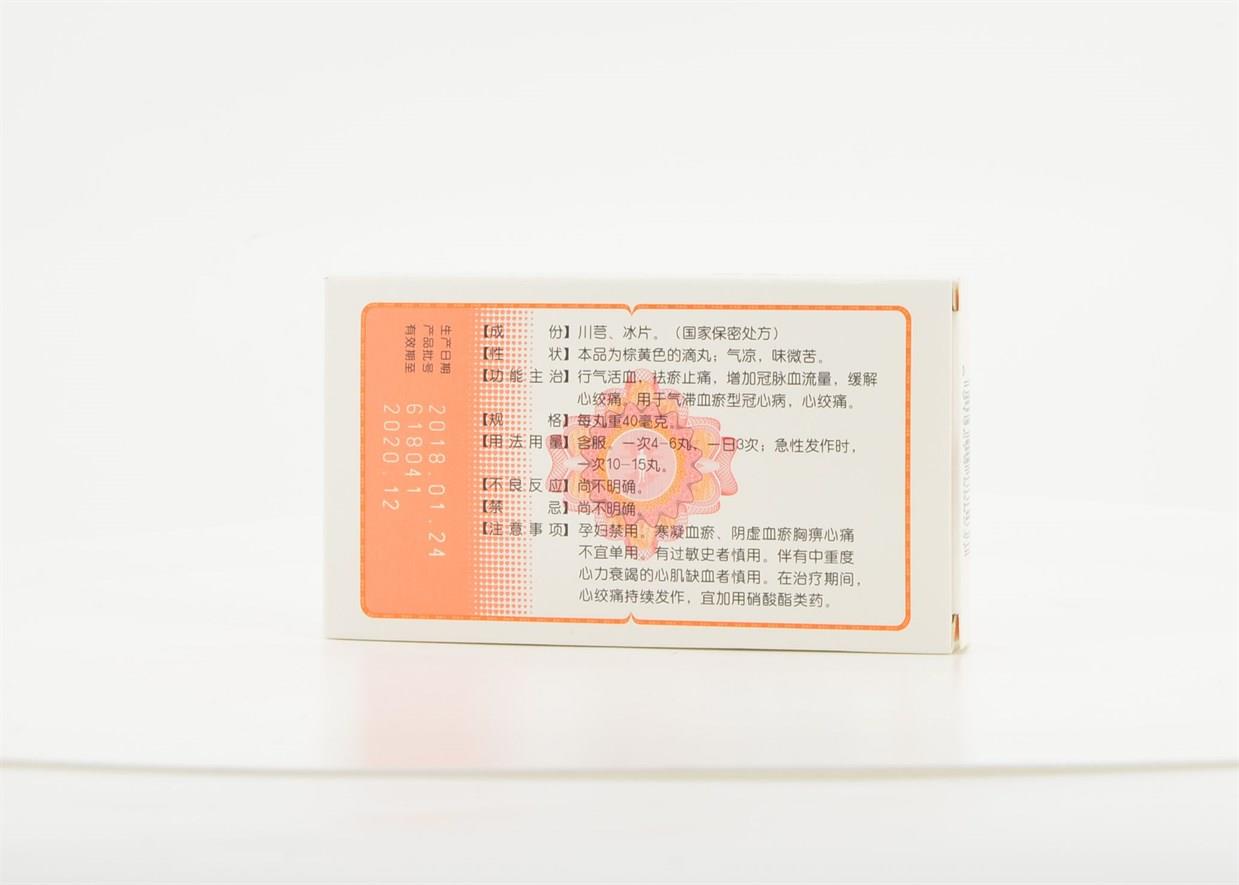 生产日期
产品批号
有效期至
2018.01.24
618041
2020.12
【成份】川芎、冰片。（国家保密处方）
【性状】本品为棕黄色的滴丸；气凉，味微苦。
【功能主治】行气活血，祛瘀止痛，增加冠脉血流量，缓解
心绞痛。用于气滞血瘀型冠心病，心绞痛。
【规格】每丸重40毫克。
【用法用量】含服。一次4-6丸、一日3次；急性发作时，
一次10-15丸。
【不良反应】尚不明确。
【禁忌】尚不明确。
【注意事项】孕妇禁用。寒凝血瘀、阴虚血瘀胸痹心痛
不宜单用。有过敏史者慎用。伴有中重度
心力衰竭的心肌缺血者慎用。在治疗期间，
心绞痛持续发作，宜加用硝酸酯类药。